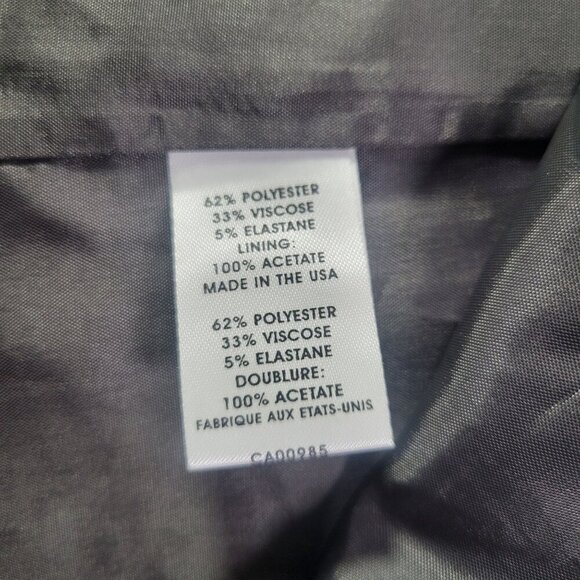 62% POLYESTER
33% VISCOSE
5% ELASTANE
LINING:
100% ACETATE
MADE IN THE USA
62% POLYESTER
33% VISCOSE
5% ELASTANE
DOUBLURE:
100% ACETATE
FABRIQUE AUX ETATS-UNIS
CA00985